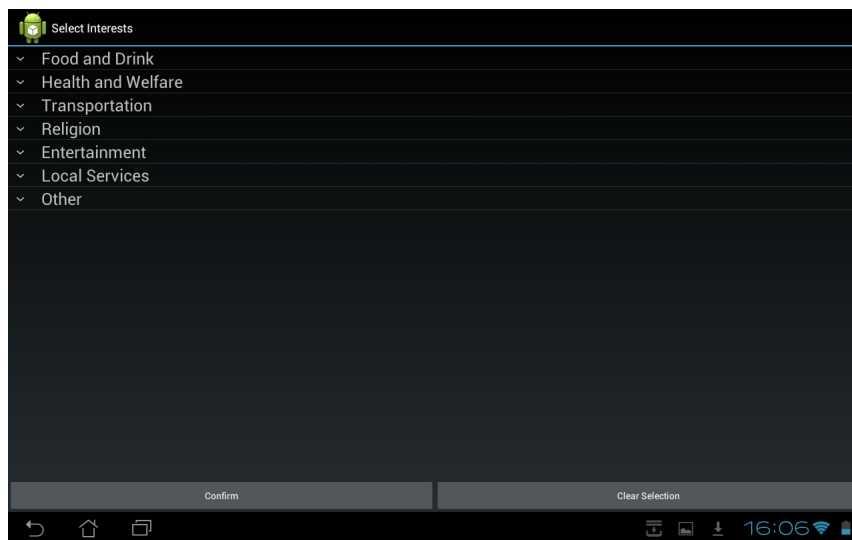 Select Interests
Food and Drink
Health and Welfare
Transportation
Religion
Entertainment
Local Services
Other
Confirm
Clear Selection
16:06